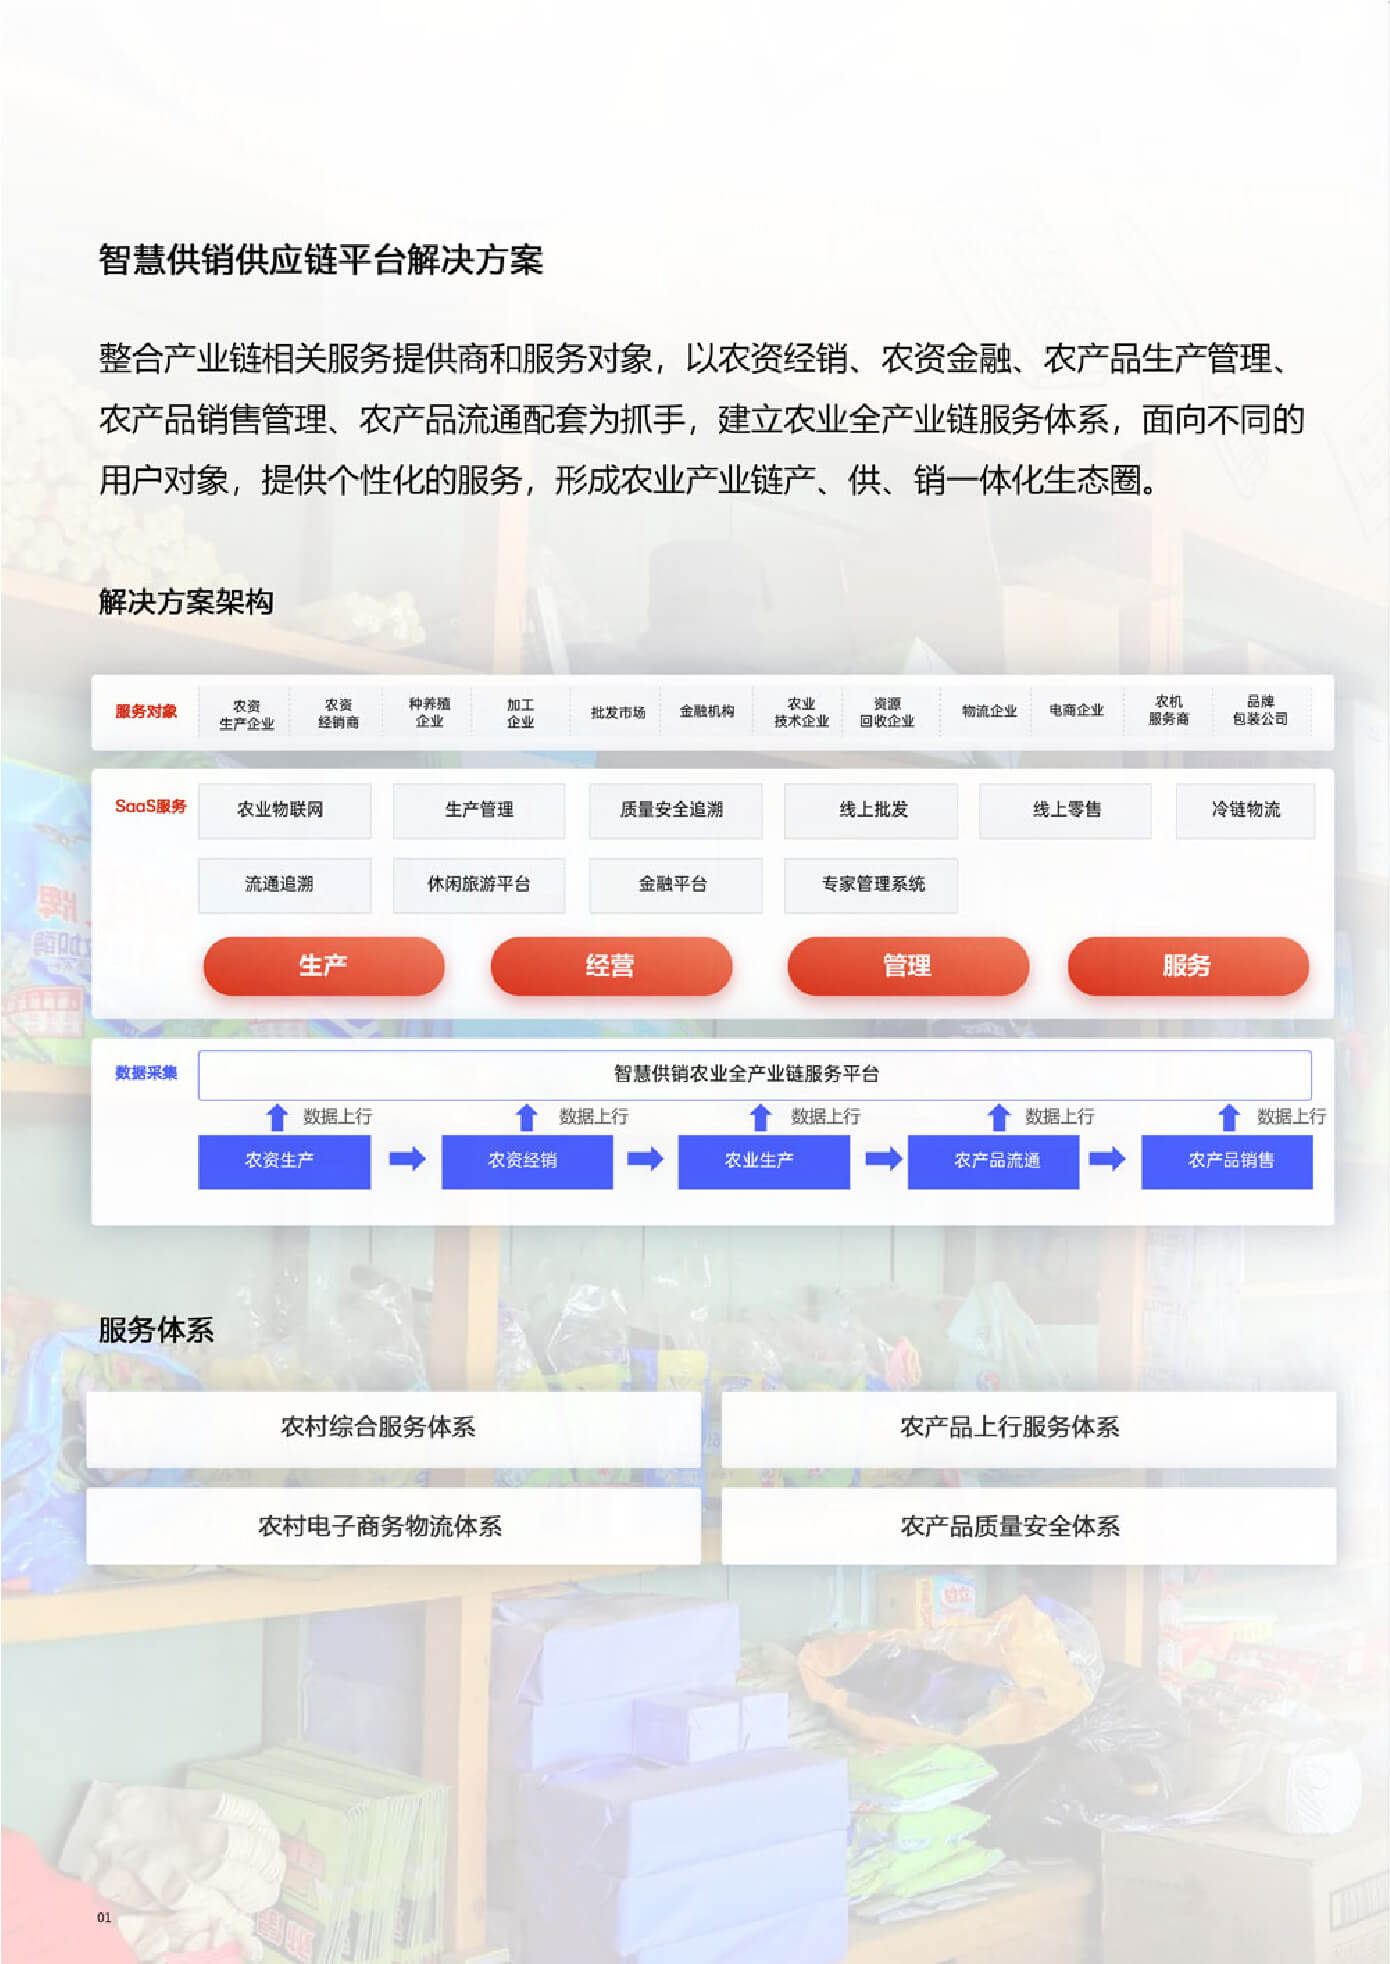 智慧供销供应链平台解决方案
整合产业链相关服务提供商和服务对象，以农资经销、农资金融、农产品生产管理、
农产品销售管理、农产品流通配套为抓手，建立农业全产业链服务体系，面向不同的
用户对象，提供个性化的服务，形成农业产业链产、供、销一体化生态圈。
解决方案架构
服务对象
农资
生产企业
农资
经销商
种养殖
企业
加工
企业
批发市场
金融机构
农业
技术企业
资源
回收企业
物流企业
电商企业
农机
服务商
品牌
包装公司
SaaS服务
农业物联网 生产管理 质量安全追溯 线上批发 线上零售 冷链物流
流通追溯 休闲旅游平台 金融平台 专家管理系统
生产 经营 管理 服务
数据采集
智慧供销农业全产业链服务平台
数据上行 数据上行 数据上行 数据上行 数据上行
农资生产 农资经销 农业生产 农产品流通 农产品销售
服务体系
农村综合服务体系 农产品上行服务体系
农村电子商务物流体系 农产品质量安全体系
01